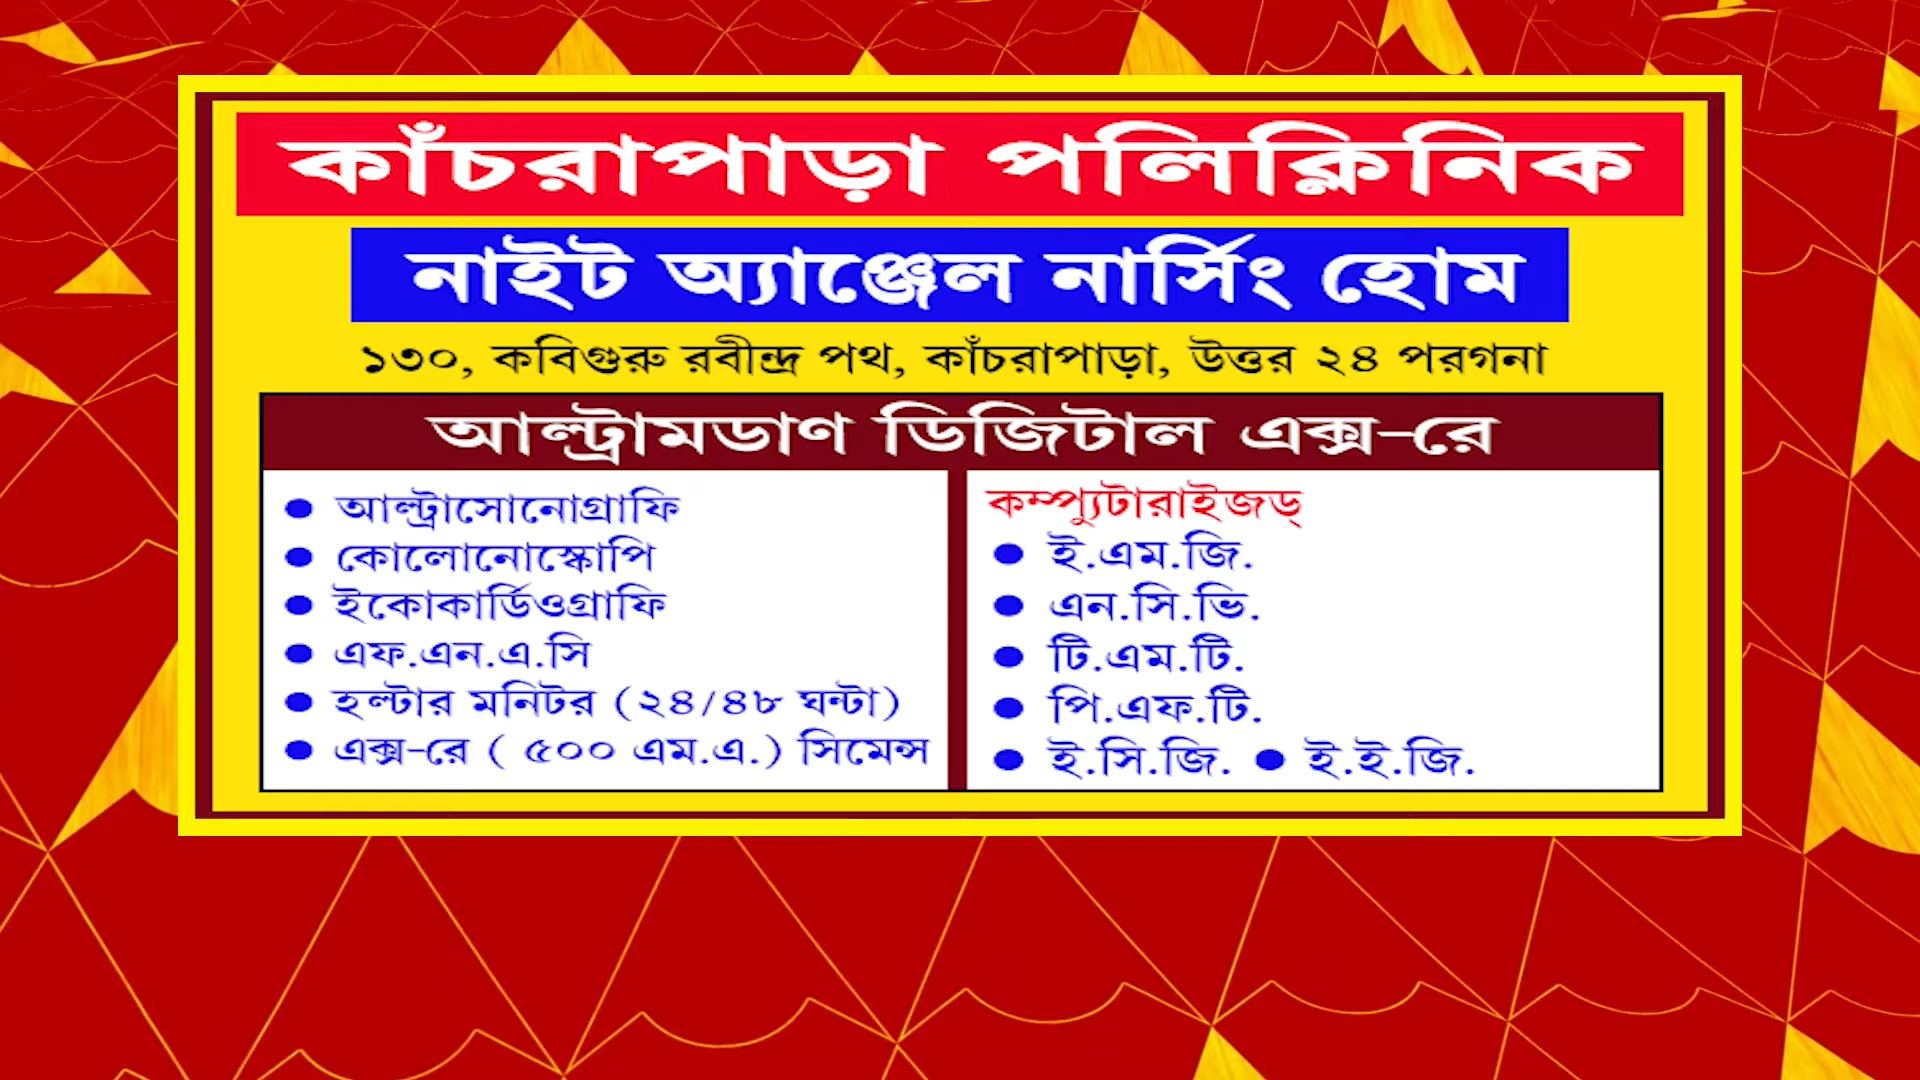 কাঁচরাপাড়া পলিক্লিনিক
নাইট অ্যাঞ্জেল নার্সিং হোম
১৩০, কবিগুরু রবীন্দ্র পথ, কাঁচরাপাড়া, উত্তর ২৪ পরগনা
আল্ট্রামডাণ ডিজিটাল এক্স-রে
● আল্ট্রাসোনোগ্রাফি
● কোলোনোস্কোপি
● ইকোকার্ডিওগ্রাফি
● এফ.এন.এ.সি
● হল্টার মনিটর (২৪/৪৮ ঘন্টা)
● এক্স-রে ( ৫০০ এম.এ.) সিমেন্স
কম্প্যুটারাইজড্
● ই.এম.জি.
● এন.সি.ভি.
● টি.এম.টি.
● পি.এফ.টি.
● ই.সি.জি. ● ই.ই.জি.